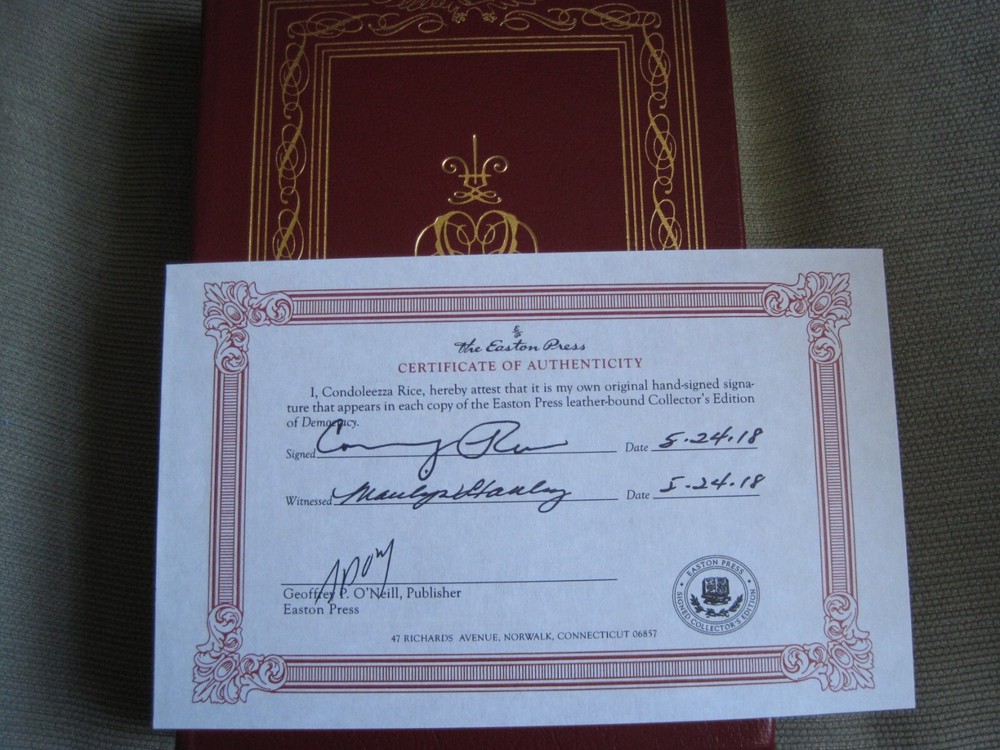 The Easton Press
CERTIFICATE OF AUTHENTICITY
I, Condoleezza Rice, hereby attest that it is my own original hand-signed signa-
ture that appears in each copy of the Easton Press leather-bound Collector's Edition
of Democracy.
Signed Date 5.24.18
Witnessed Date 5-24.18
Geoffrey P. O'Neill, Publisher
Easton Press
EASTON PRESS
SIGNED COLLECTOR'S EDITION
47 RICHARDS AVENUE, NORWALK, CONNECTICUT 06857